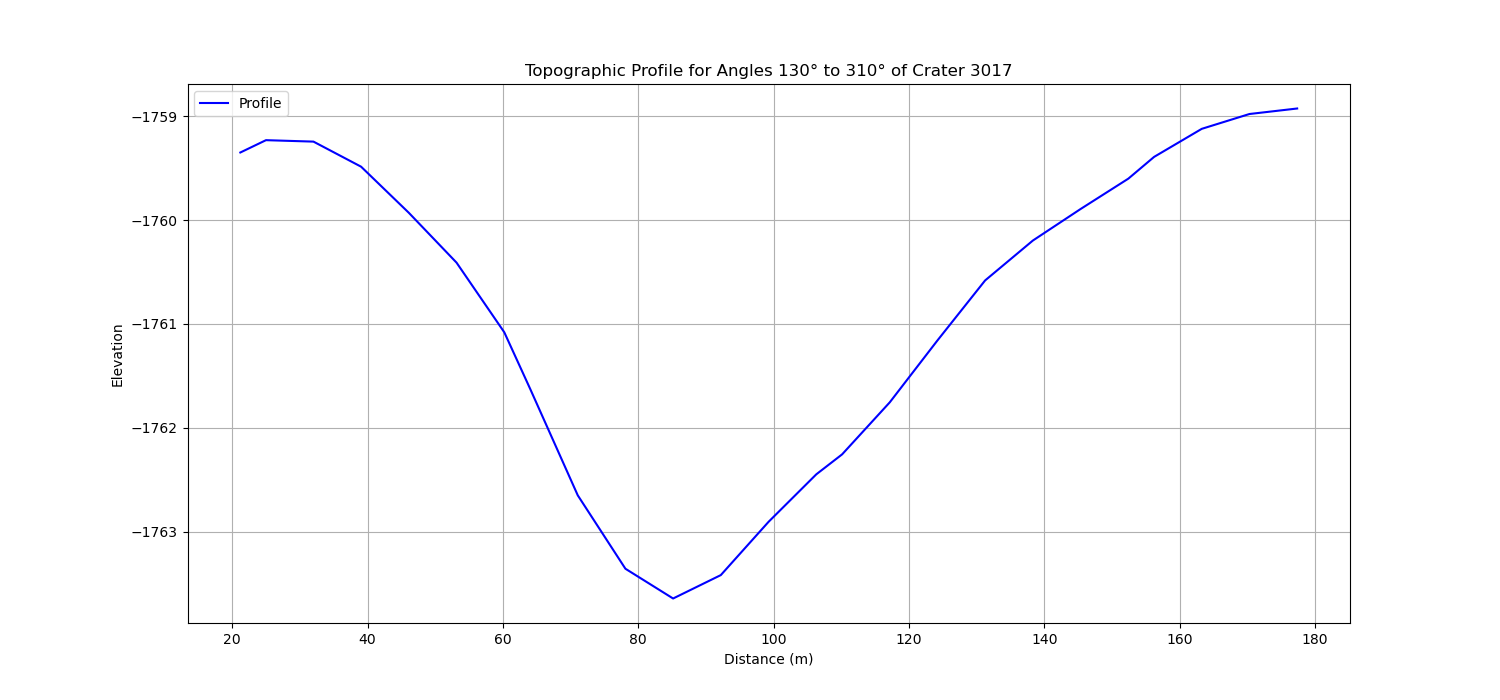 Topographic Profile for Angles 130° to 310° of Crater 3017
Profile
−1759
−1760
−1761
−1762
−1763
Elevation
20 40 60 80 100 120 140 160 180
Distance (m)